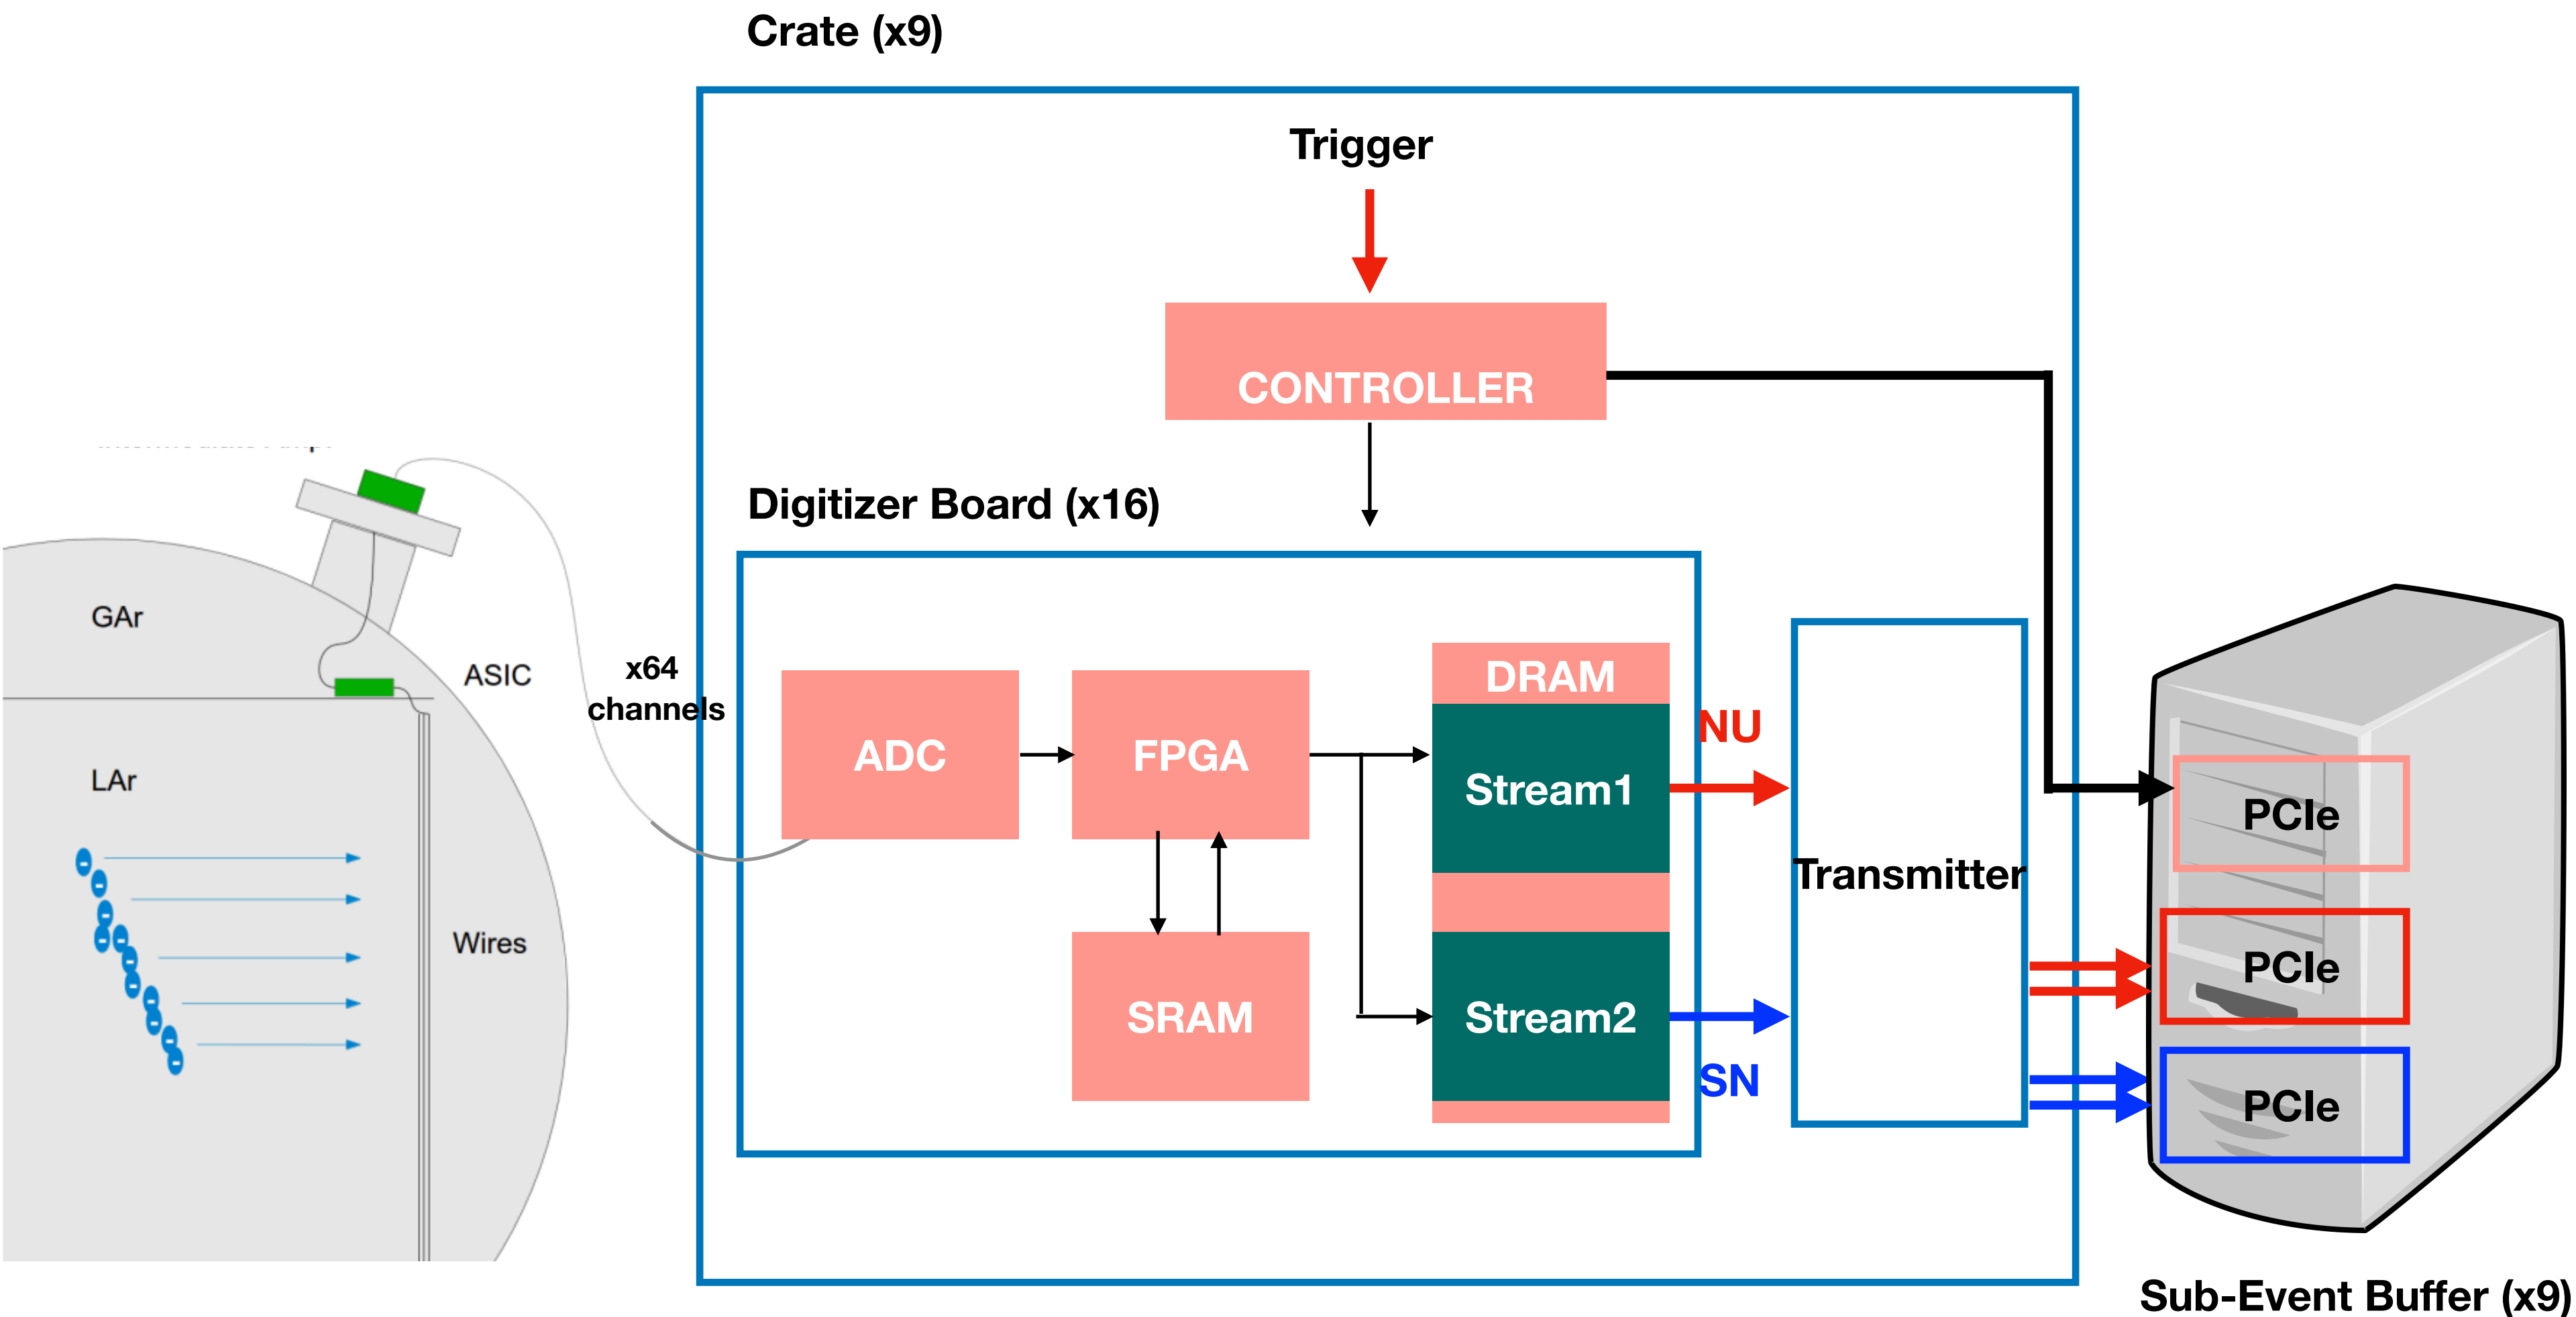 Crate (x9)
Trigger
CONTROLLER
Digitizer Board (x16)
GAr
ASIC
x64
channels
LAr
Wires
ADC
FPGA
SRAM
DRAM
Stream1
Stream2
NU
SN
Transmitter
PCIe
PCIe
PCIe
Sub-Event Buffer (x9)